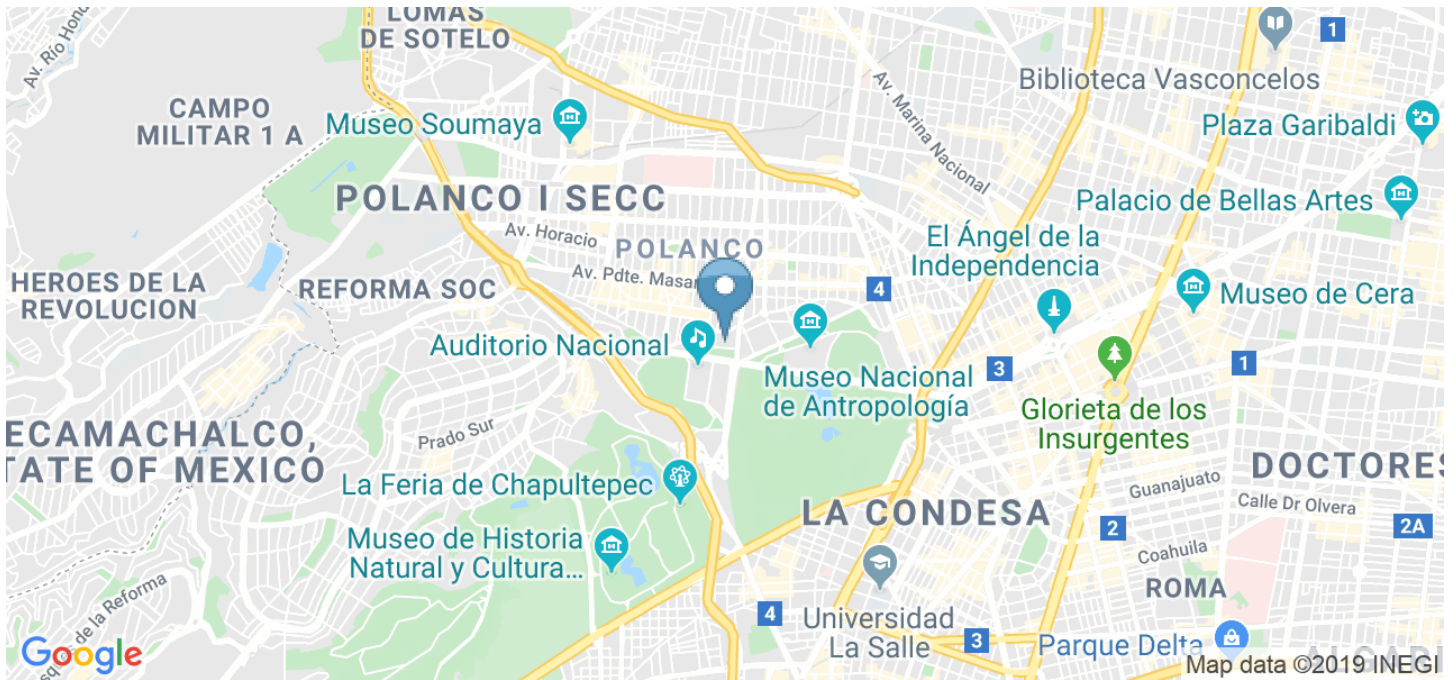 LOMAS
DE SOTELO
Av. Río Hond
1
Biblioteca Vasconcelos
CAMPO
MILITAR 1 A
Museo Soumaya
Av. Marina Nacional
Plaza Garibaldi
POLANCO I SECC
Palacio de Bellas Artes
Av. Horacio
POLANCO
El Ángel de la
Independencia
HEROES DE LA
REVOLUCION
REFORMA SOC
Av. Pdte. Masar
4
Museo de Cera
Auditorio Nacional
Museo Nacional
de Antropología
3
1
Glorieta de los
Insurgentes
Prado Sur
ECAMACHALCO,
TATE OF MEXICO
DOCTORES
La Feria de Chapultepec
Guanajuato
Calle Dr Olvera
LA CONDESA
2
2A
Museo de Historia
Natural y Cultura...
Coahuila
ROMA
de la Reforma
4
Universidad
La Salle
3
Parque Delta
Google
Map data ©2019 INEGI